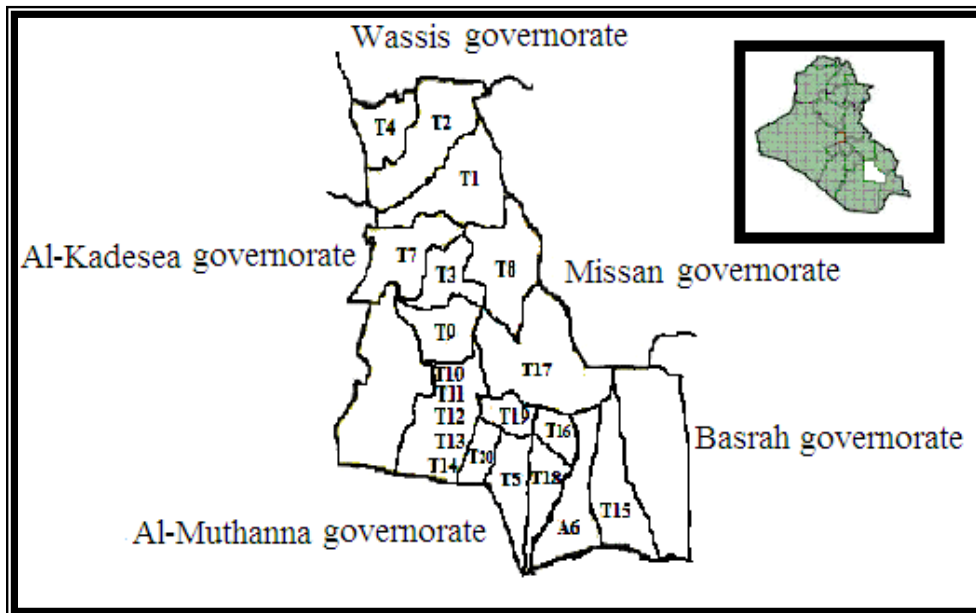 Wassis governorate
T4
T2
T1
Al-Kadesea governorate
T7
T3
T8
Missan governorate
T9
T10
T17
T11
T12
T19
T16
Basrah governorate
T13
T14
T20
T5
T18
Al-Muthanna governorate
A6
T15